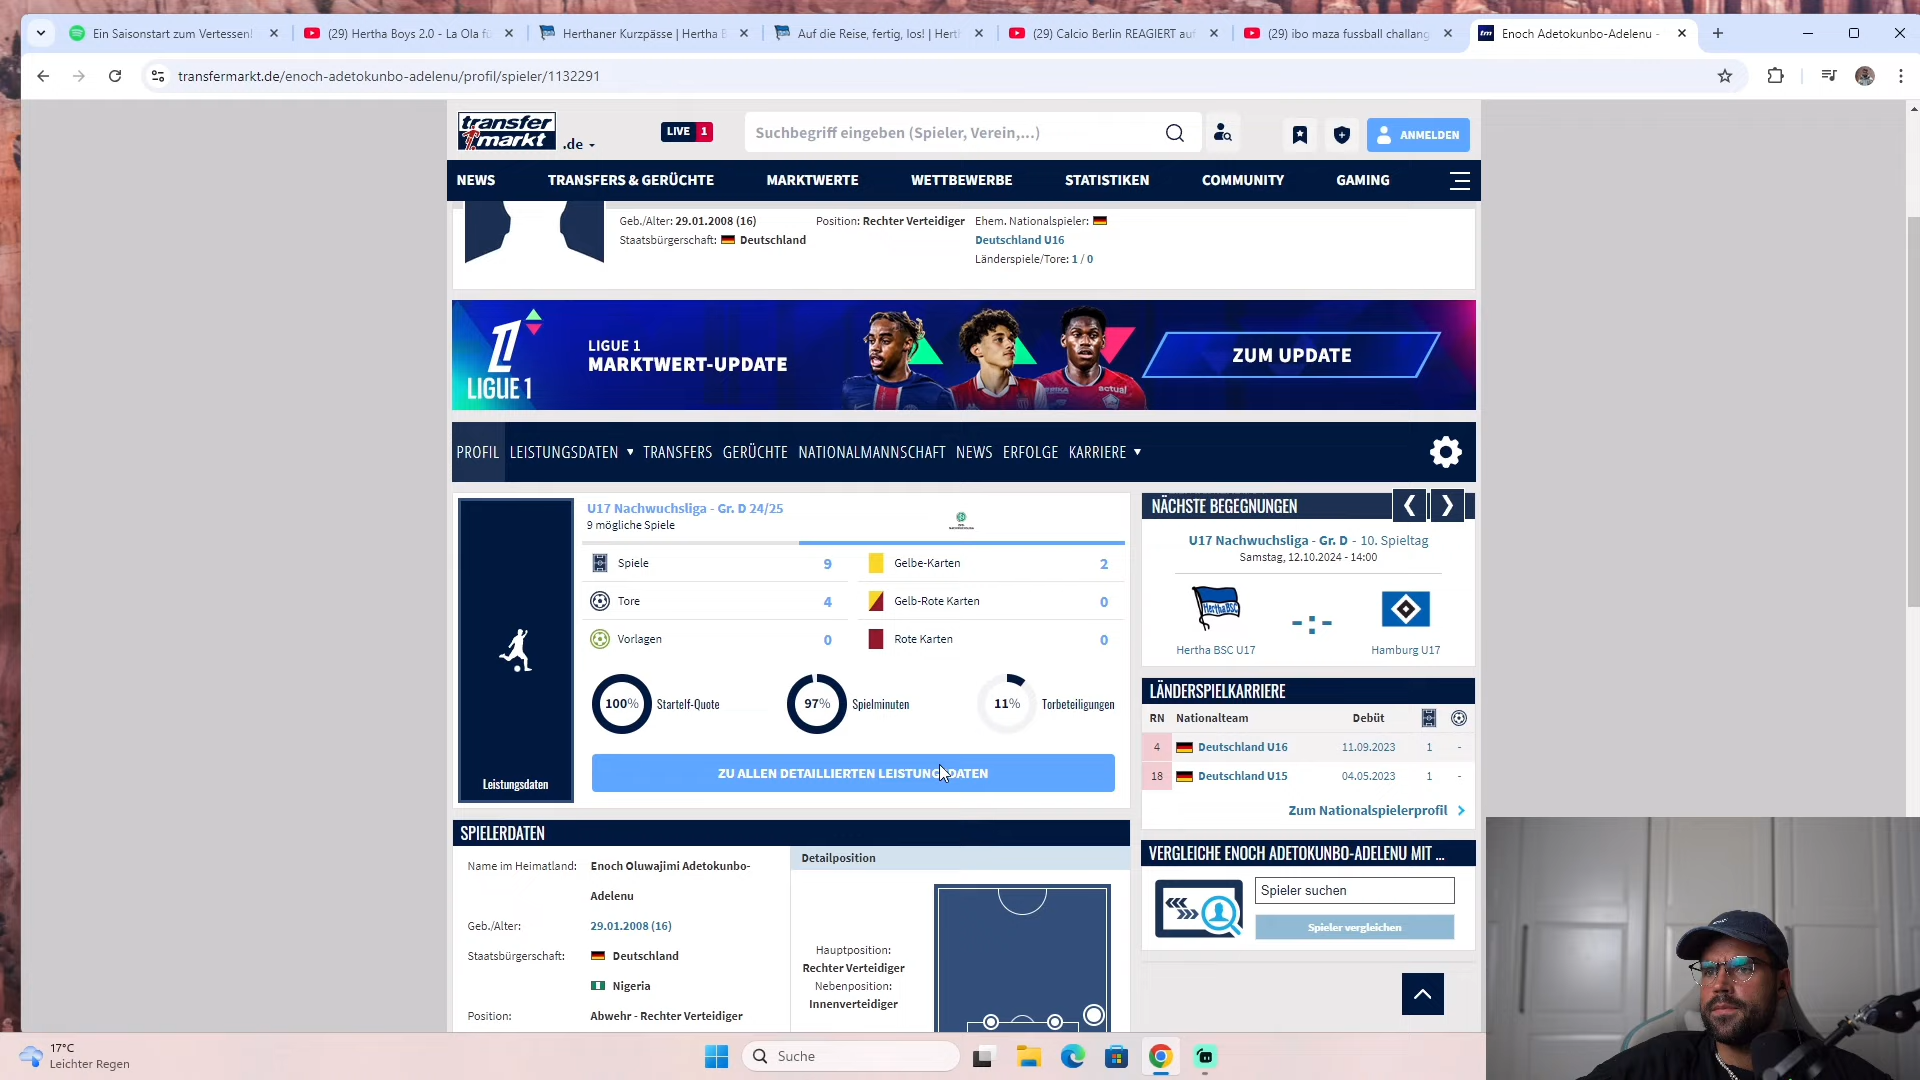 Ein Saisonstart zum Vertessen!
(29) Hertha Boys 2.0 - La Ola fü
Herthaner Kurzpässe | Hertha B
Auf die Reise, fertig, los! | Herth
(29) Calcio Berlin REAGIERT auf
(29) ibo maza fussball challang
Enoch Adetokunbo-Adelenu -
transfermarkt.de/enoch-adetokunbo-adelenu/profil/spieler/1132291
transfer
markt
.de
LIVE 1
Suchbegriff eingeben (Spieler, Verein,...)
ANMELDEN
NEWS TRANSFERS & GERÜCHTE MARKTWERTE WETTBEWERBE STATISTIKEN COMMUNITY GAMING
Geb./Alter: 29.01.2008 (16)
Staatsbürgerschaft: Deutschland
Position: Rechter Verteidiger
Ehem. Nationalspieler:
Deutschland U16
Länderspiele/Tore: 1 / 0
LIGUE 1
LIGUE 1
MARKTWERT-UPDATE
ZUM UPDATE
PROFIL LEISTUNGSDATEN TRANSFERS GERÜCHTE NATIONALMANNSCHAFT NEWS ERFOLGE KARRIERE
Leistungsdaten
U17 Nachwuchsliga - Gr. D 24/25
9 mögliche Spiele
Spiele 9
Gelbe-Karten 2
Tore 4
Gelb-Rote Karten 0
Vorlagen 0
Rote Karten 0
100% Startelf-Quote
97% Spielminuten
11% Torbeteiligungen
ZU ALLEN DETAILLIERTEN LEISTUNGSDATEN
NÄCHSTE BEGEGNUNGEN
U17 Nachwuchsliga - Gr. D - 10. Spieltag
Samstag, 12.10.2024 - 14:00
Hertha BSC
-:-
Hertha BSC U17
Hamburg U17
LÄNDERSPIELKARRIERE
RN Nationalteam Debüt
4 Deutschland U16 11.09.2023 1 -
18 Deutschland U15 04.05.2023 1 -
Zum Nationalspielerprofil
SPIELERDATEN
Name im Heimatland: Enoch Oluwajimi Adetokunbo-
Adelenu
Geb./Alter: 29.01.2008 (16)
Staatsbürgerschaft: Deutschland
Nigeria
Position: Abwehr - Rechter Verteidiger
Detailposition
Hauptposition:
Rechter Verteidiger
Nebenposition:
Innenverteidiger
VERGLEICHE ENOCH ADETOKUNBO-ADELENU MIT ...
Spieler suchen
Spieler vergleichen
17°C
Leichter Regen
Suche